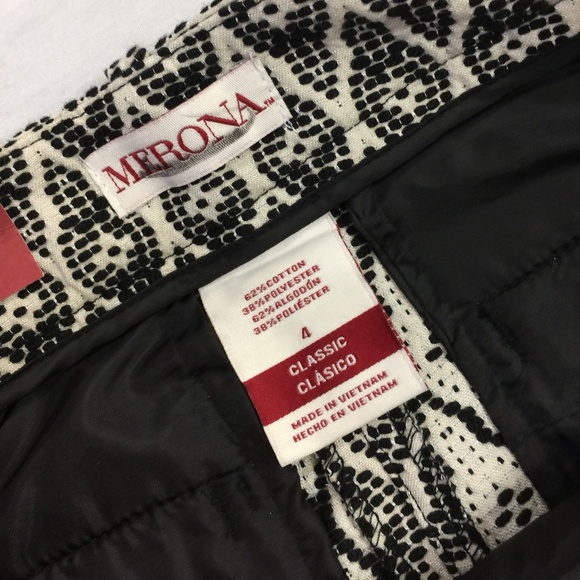 MERONA™
62%COTTON
38%POLYESTER
62%ALGODÓN
38%POLIÉSTER
4
CLASSIC
CLÁSICO
MADE IN VIETNAM
HECHO EN VIETNAM